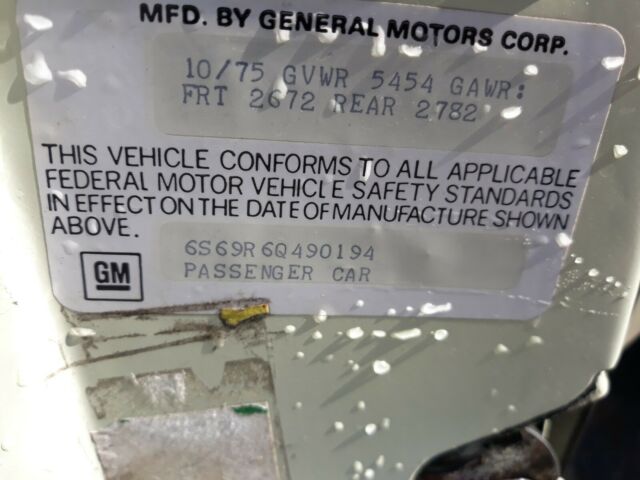 MFD. BY GENERAL MOTORS CORP.
10/75 GVWR 5454 GAWR:
FRT 2672 REAR 2782
THIS VEHICLE CONFORMS TO ALL APPLICABLE
FEDERAL MOTOR VEHICLE SAFETY STANDARDS
IN EFFECT ON THE DATE OF MANUFACTURE SHOWN
ABOVE.
6S69R6Q490194
PASSENGER CAR
GM